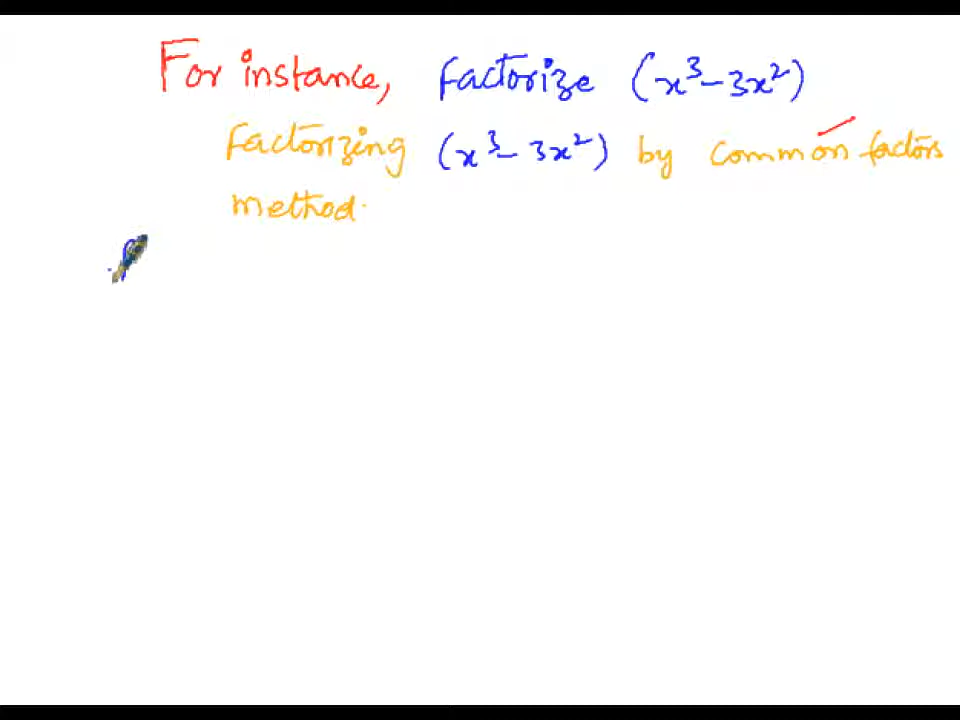 For instance, Factorize (x³-3x²)
Factorizing (x³-3x²) by common factors
method.